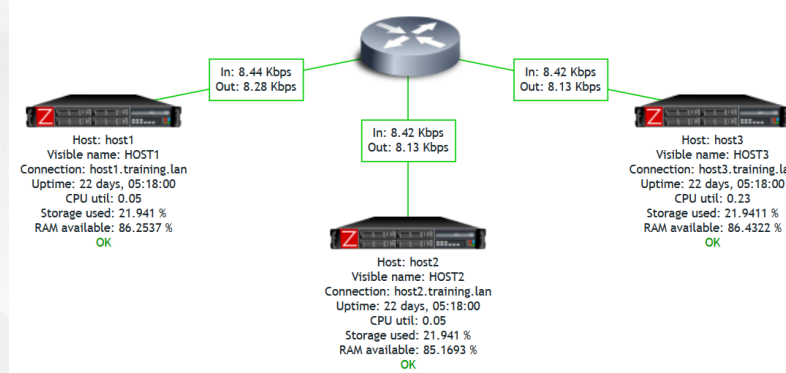 In: 8.44 Kbps
Out: 8.28 Kbps
In: 8.42 Kbps
Out: 8.13 Kbps
In: 8.42 Kbps
Out: 8.13 Kbps
Z
Host: host1
Visible name: HOST1
Connection: host1.training.lan
Uptime: 22 days, 05:18:00
CPU util: 0.05
Storage used: 21.941 %
RAM available: 86.2537 %
OK
Z
Host: host2
Visible name: HOST2
Connection: host2.training.lan
Uptime: 22 days, 05:18:00
CPU util: 0.05
Storage used: 21.941 %
RAM available: 85.1693 %
OK
Z
Host: host3
Visible name: HOST3
Connection: host3.training.la
Uptime: 22 days, 05:18:00
CPU util: 0.23
Storage used: 21.9411 %
RAM available: 86.4322 %
OK